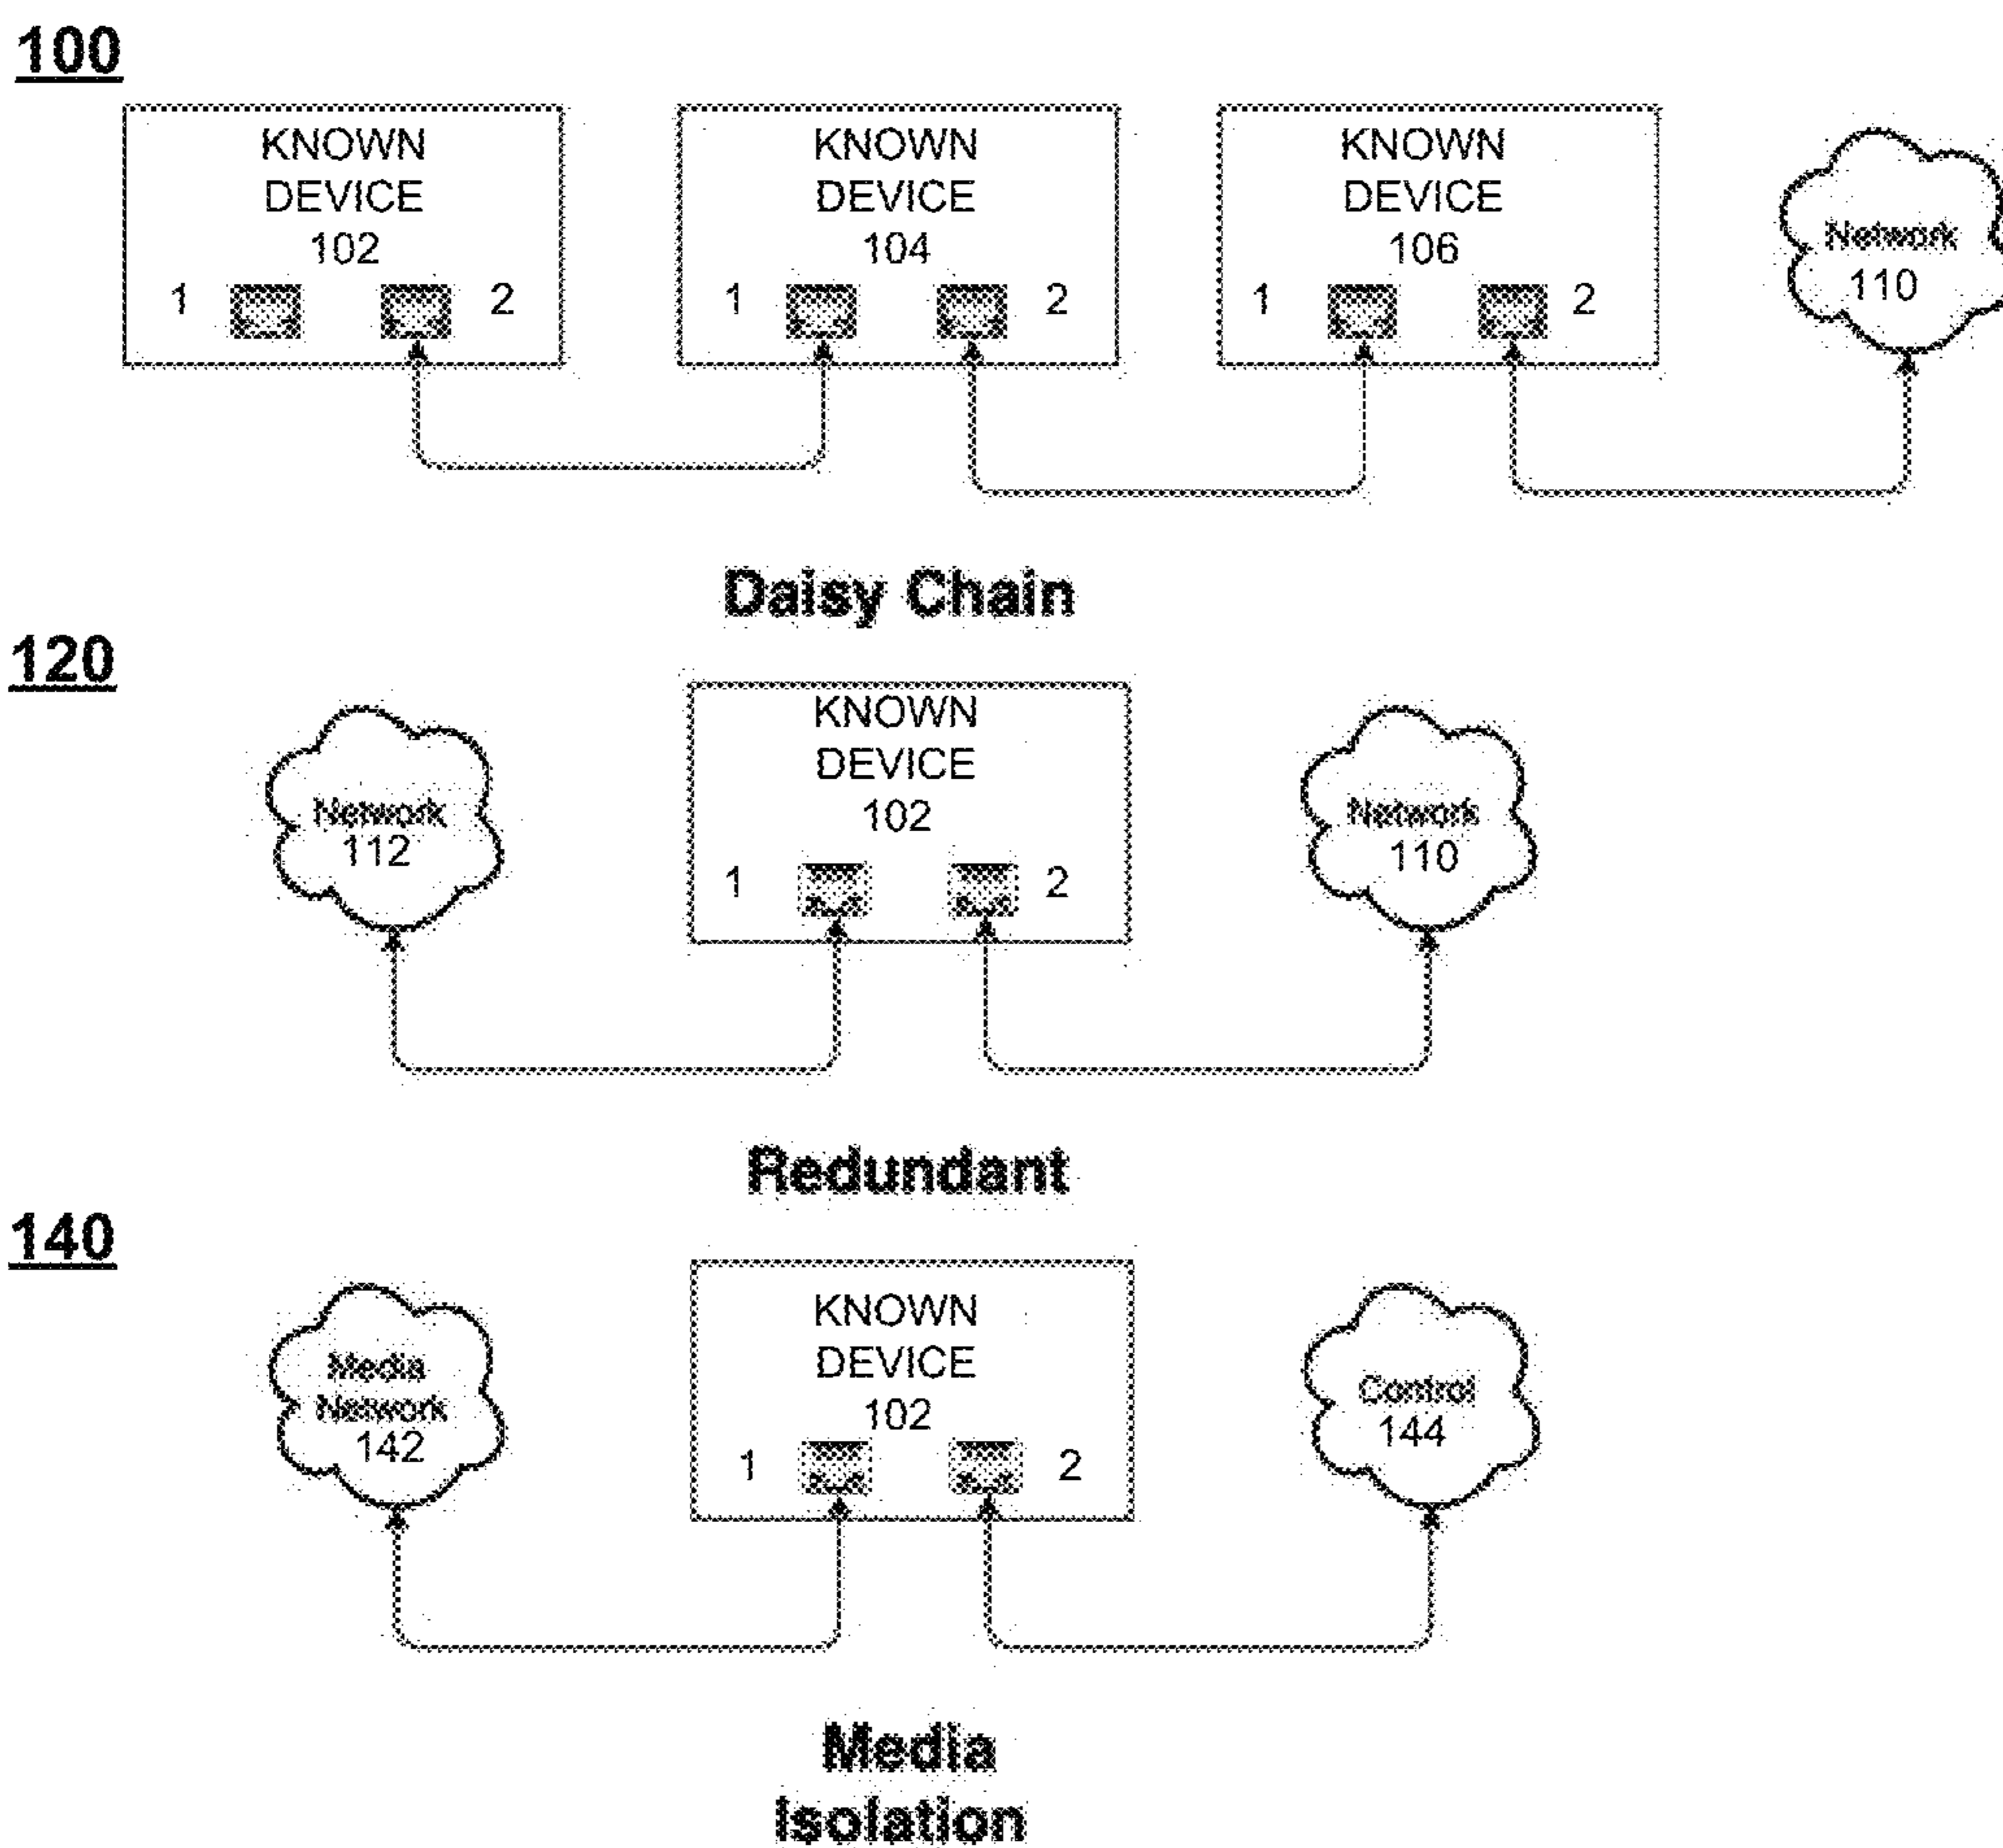 100
KNOWN
DEVICE
102
1
2
KNOWN
DEVICE
104
1
2
KNOWN
DEVICE
106
1
2
Network
110
Daisy Chain
120
Network
112
KNOWN
DEVICE
102
1
2
Network
110
Redundant
140
Media
Network
142
KNOWN
DEVICE
102
1
2
Control
144
Media
Isolation